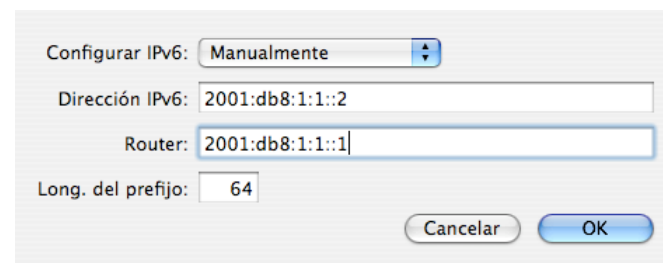 Configurar IPv6: Manualmente
Dirección IPv6: 2001:db8:1:1::2
Router: 2001:db8:1:1::1
Long. del prefijo: 64
Cancelar OK